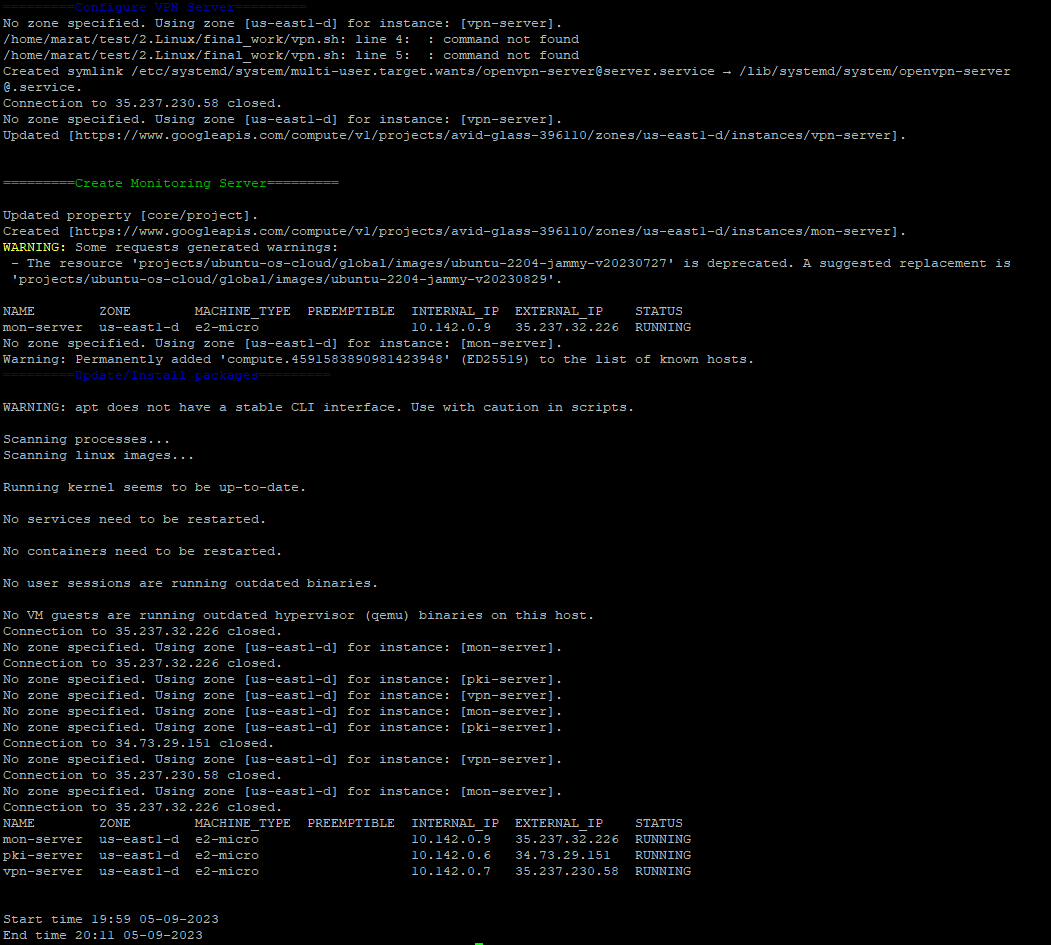 =========Configure VPN Server=========
No zone specified. Using zone [us-east1-d] for instance: [vpn-server].
/home/marat/test/2.Linux/final_work/vpn.sh: line 4:  : command not found
/home/marat/test/2.Linux/final_work/vpn.sh: line 5:  : command not found
Created symlink /etc/systemd/system/multi-user.target.wants/openvpn-server@server.service → /lib/systemd/system/openvpn-server
@.service.
Connection to 35.237.230.58 closed.
No zone specified. Using zone [us-east1-d] for instance: [vpn-server].
Updated [https://www.googleapis.com/compute/v1/projects/avid-glass-396110/zones/us-east1-d/instances/vpn-server].
=========Create Monitoring Server=========
Updated property [core/project].
Created [https://www.googleapis.com/compute/v1/projects/avid-glass-396110/zones/us-east1-d/instances/mon-server].
WARNING: Some requests generated warnings:
 - The resource 'projects/ubuntu-os-cloud/global/images/ubuntu-2204-jammy-v20230727' is deprecated. A suggested replacement is
 'projects/ubuntu-os-cloud/global/images/ubuntu-2204-jammy-v20230829'.
NAME        ZONE        MACHINE_TYPE  PREEMPTIBLE  INTERNAL_IP  EXTERNAL_IP    STATUS
mon-server  us-east1-d  e2-micro                   10.142.0.9   35.237.32.226  RUNNING
No zone specified. Using zone [us-east1-d] for instance: [mon-server].
Warning: Permanently added 'compute.4591583890981423948' (ED25519) to the list of known hosts.
=========Update/Install packages=========
WARNING: apt does not have a stable CLI interface. Use with caution in scripts.
Scanning processes...
Scanning linux images...
Running kernel seems to be up-to-date.
No services need to be restarted.
No containers need to be restarted.
No user sessions are running outdated binaries.
No VM guests are running outdated hypervisor (qemu) binaries on this host.
Connection to 35.237.32.226 closed.
No zone specified. Using zone [us-east1-d] for instance: [mon-server].
Connection to 35.237.32.226 closed.
No zone specified. Using zone [us-east1-d] for instance: [pki-server].
No zone specified. Using zone [us-east1-d] for instance: [vpn-server].
No zone specified. Using zone [us-east1-d] for instance: [mon-server].
No zone specified. Using zone [us-east1-d] for instance: [pki-server].
Connection to 34.73.29.151 closed.
No zone specified. Using zone [us-east1-d] for instance: [vpn-server].
Connection to 35.237.230.58 closed.
No zone specified. Using zone [us-east1-d] for instance: [mon-server].
Connection to 35.237.32.226 closed.
NAME        ZONE        MACHINE_TYPE  PREEMPTIBLE  INTERNAL_IP  EXTERNAL_IP    STATUS
mon-server  us-east1-d  e2-micro                   10.142.0.9   35.237.32.226  RUNNING
pki-server  us-east1-d  e2-micro                   10.142.0.6   34.73.29.151   RUNNING
vpn-server  us-east1-d  e2-micro                   10.142.0.7   35.237.230.58  RUNNING
Start time 19:59 05-09-2023
End time 20:11 05-09-2023